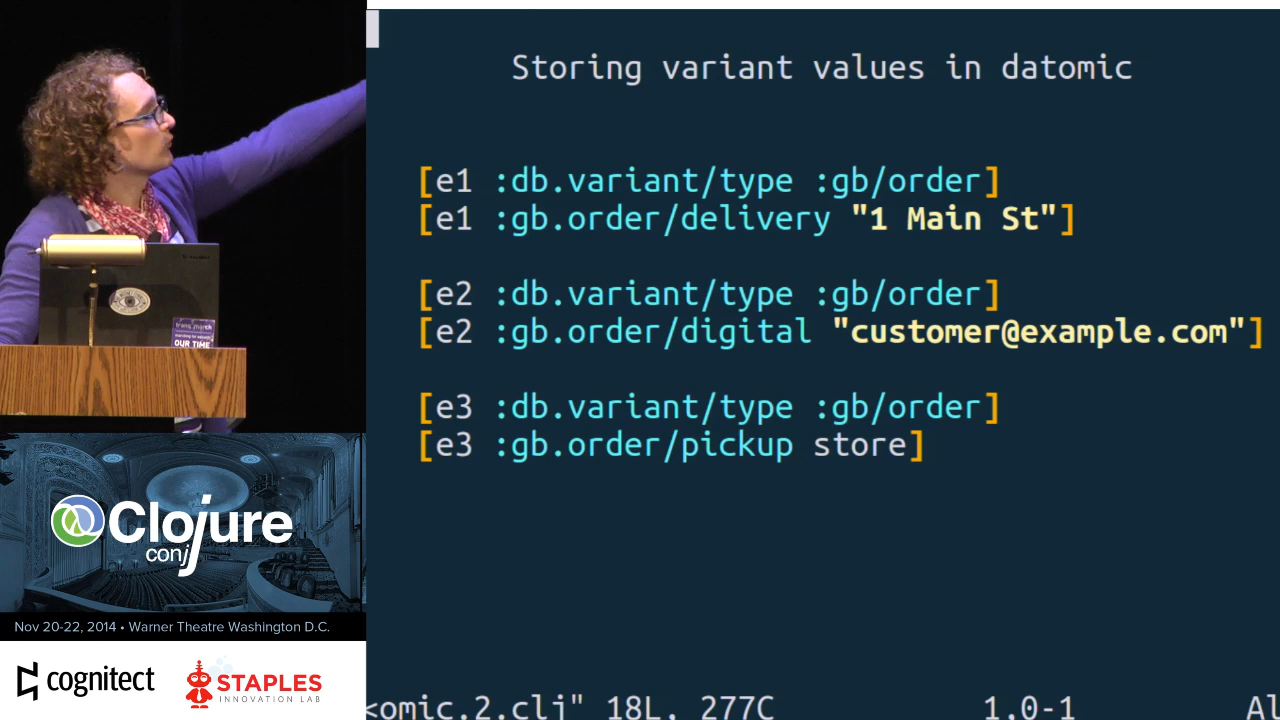 Storing variant values in datomic
[e1 :db.variant/type :gb/order]
[e1 :gb.order/delivery "1 Main St"]
[e2 :db.variant/type :gb/order]
[e2 :gb.order/digital "customer@example.com"]
[e3 :db.variant/type :gb/order]
[e3 :gb.order/pickup store]
<omic.2.clj" 18L, 277C 1,0-1 Al
OUR TIME
Clojure
conj
Nov 20-22, 2014 • Warner Theatre Washington D.C.
cognitect
STAPLES
INNOVATION LAB